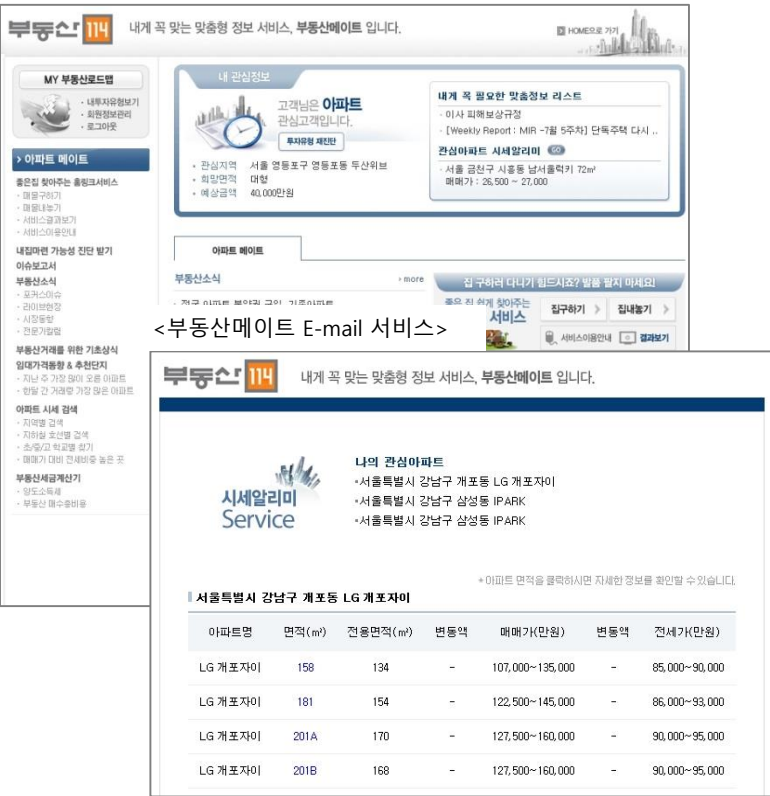 부동산 114 내게 꼭 맞는 맞춤형 정보 서비스, 부동산메이트 입니다.
HOME으로 가기
MY 부동산로드맵
· 내투자유형보기
· 회원정보관리
· 로그아웃
> 아파트 메이트
좋은집 찾아주는 홈링크서비스
· 매물구하기
· 매물내놓기
· 서비스결과보기
· 서비스이용안내
내집마련 가능성 진단 받기
이슈보고서
부동산소식
· 포커스이슈
· 라이브현장
· 시장동향
· 전문가컬럼
부동산거래를 위한 기초상식
임대가격동향 & 추천단지
· 지난 주 가장 많이 오른 아파트
· 한달 간 거래량 가장 많은 아파트
아파트 시세 검색
· 지역별 검색
· 지하철 노선별 검색
· 초/중/고 학교별 찾기
· 매매가 대비 전세비중 높은 곳
부동산세금계산기
· 양도소득세
· 부동산 매수총비용
내 관심정보
고객님은 아파트
관심고객입니다.
투자유형 재진단
· 관심지역 서울 영등포구 영등포동 두산위브
· 희망면적 대형
· 예상금액 40,000만원
내게 꼭 필요한 맞춤정보 리스트
· 이사 피해보상규정
· [Weekly Report : MIR -7월 5주차] 단독주택 다시 ..
관심아파트 시세알리미 GO
· 서울 금천구 시흥동 남서울럭키 72㎡
매매가 : 26,500 ~ 27,000
아파트 메이트
부동산소식 › more
· 전국 아파트 분양권 구입, 기존아파트
집 구하러 다니기 힘드시죠? 발품 팔지 마세요!
좋은 집 쉽게 찾아주는
서비스
집구하기 > 집내놓기 >
서비스이용안내 결과보기
<부동산메이트 E-mail 서비스>
부동산 114 내게 꼭 맞는 맞춤형 정보 서비스, 부동산메이트 입니다.
시세알리미
Service
나의 관심아파트
•서울특별시 강남구 개포동 LG 개포자이
•서울특별시 강남구 삼성동 IPARK
•서울특별시 강남구 삼성동 IPARK
* 아파트 면적을 클릭하시면 자세한 정보를 확인할 수 있습니다.
서울특별시 강남구 개포동 LG 개포자이
아파트명 면적(㎡) 전용면적(㎡) 변동액 매매가(만원) 변동액 전세가(만원)
LG 개포자이 158 134 - 107,000~135,000 - 85,000~90,000
LG 개포자이 181 154 - 122,500~145,000 - 86,000~93,000
LG 개포자이 201A 170 - 127,500~160,000 - 90,000~95,000
LG 개포자이 201B 168 - 127,500~160,000 - 90,000~95,000